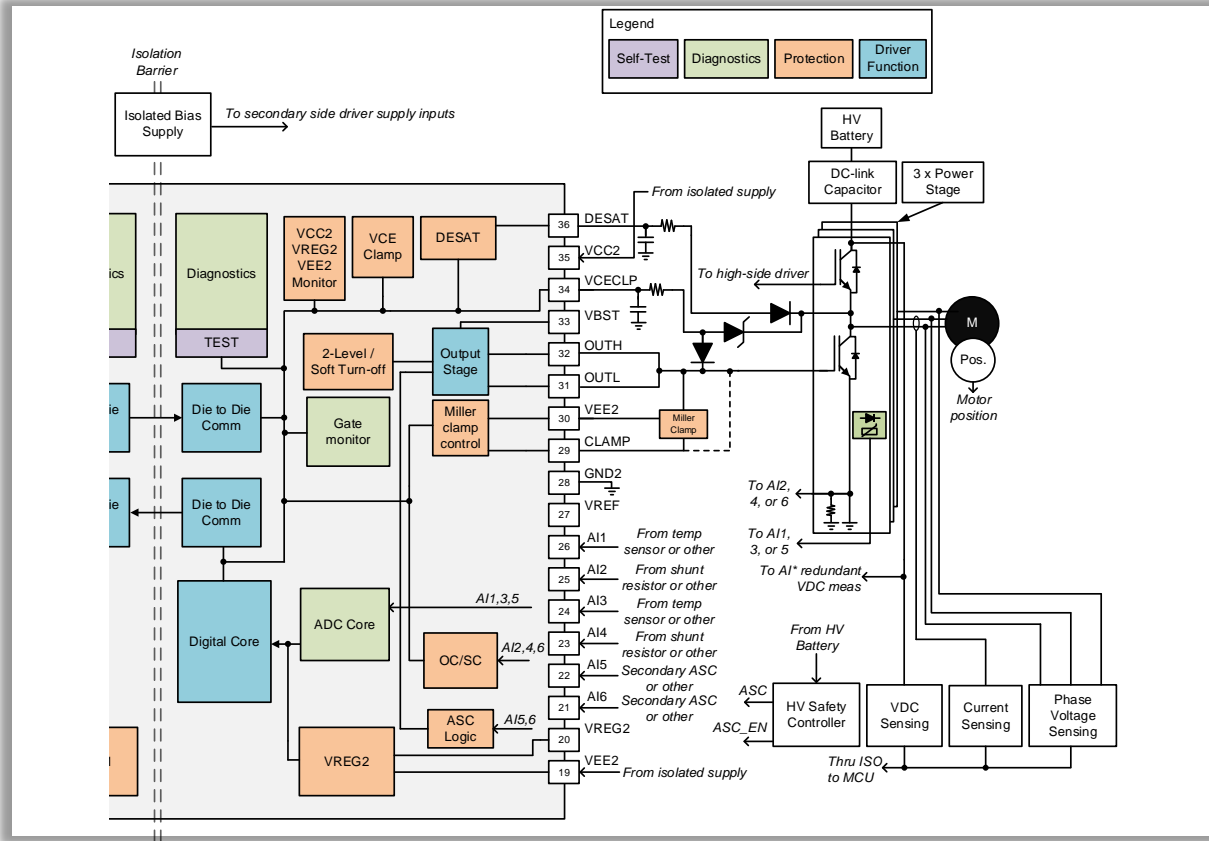 Legend
Self-Test
Diagnostics
Protection
Driver
Function
Isolation
Barrier
Isolated Bias
Supply
To secondary side driver supply inputs
HV
Battery
DC-link
Capacitor
3 x Power
Stage
From isolated supply
ics
Diagnostics
TEST
VCC2
VREG2
VEE2
Monitor
VCE
Clamp
DESAT
36
DESAT
35
VCC2
34
VCECLP
33
VBST
32
OUTH
31
OUTL
30
VEE2
29
CLAMP
28
GND2
27
VREF
26
AI1
25
AI2
24
AI3
23
AI4
22
AI5
21
AI6
20
VREG2
19
VEE2
To high-side driver
2-Level /
Soft Turn-off
Output
Stage
M
Pos.
Motor
position
ie
Die to Die
Comm
Gate
monitor
Miller
clamp
control
Miller
Clamp
ie
Die to Die
Comm
To AI2,
4, or 6
To AI1,
3, or 5
To AI* redundant
VDC meas
From temp
sensor or other
From shunt
resistor or other
From temp
sensor or other
From shunt
resistor or other
Secondary ASC
or other
Secondary ASC
or other
From isolated supply
Digital Core
ADC Core
AI1,3,5
OC/SC
AI2,4,6
ASC
Logic
AI5,6
VREG2
From HV
Battery
ASC
ASC_EN
HV Safety
Controller
VDC
Sensing
Current
Sensing
Phase
Voltage
Sensing
Thru ISO
to MCU